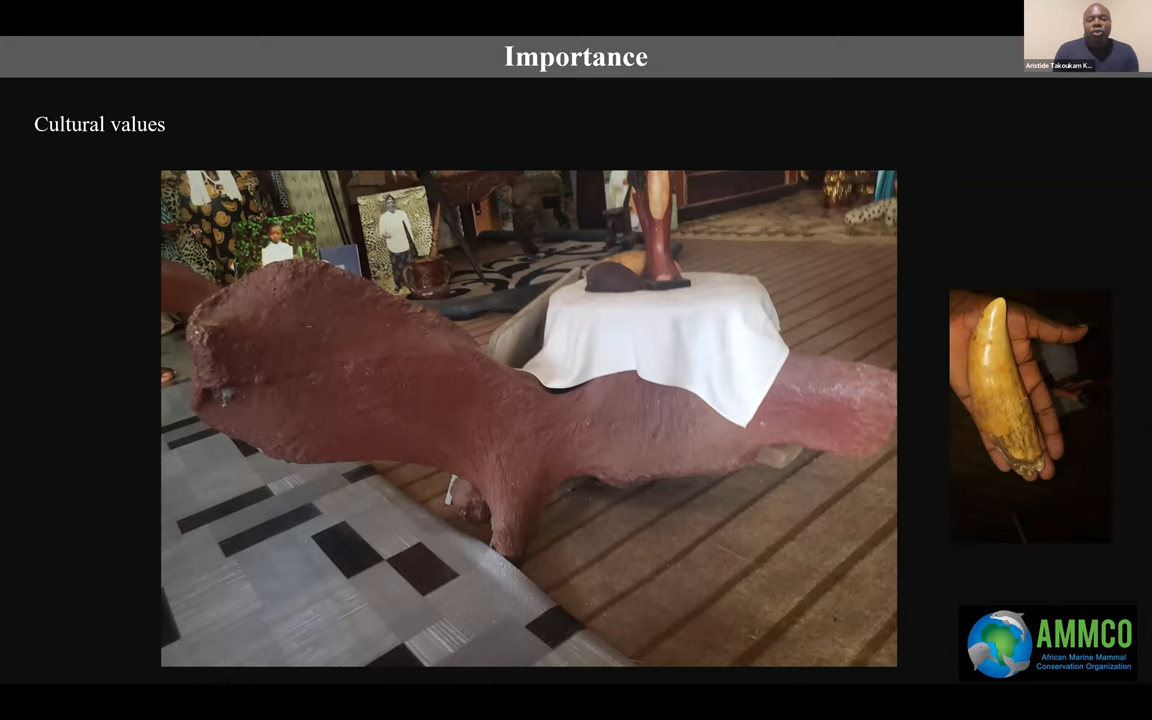 Importance
Aristide Takoukam K...
Cultural values
AMMCO
African Marine Mammal
Conservation Organization